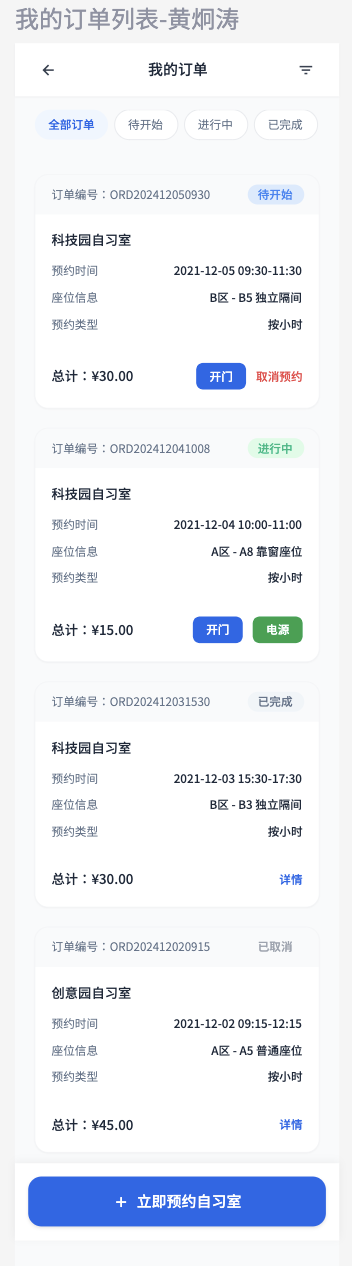 我的订单列表-黄炯涛
我的订单
全部订单 待开始 进行中 已完成
订单编号：ORD202412050930 待开始
科技园自习室
预约时间 2021-12-05 09:30-11:30
座位信息 B区 - B5 独立隔间
预约类型 按小时
总计：¥30.00 开门 取消预约
订单编号：ORD202412041008 进行中
科技园自习室
预约时间 2021-12-04 10:00-11:00
座位信息 A区 - A8 靠窗座位
预约类型 按小时
总计：¥15.00 开门 电源
订单编号：ORD202412031530 已完成
科技园自习室
预约时间 2021-12-03 15:30-17:30
座位信息 B区 - B3 独立隔间
预约类型 按小时
总计：¥30.00 详情
订单编号：ORD202412020915 已取消
创意园自习室
预约时间 2021-12-02 09:15-12:15
座位信息 A区 - A5 普通座位
预约类型 按小时
总计：¥45.00 详情
+ 立即预约自习室